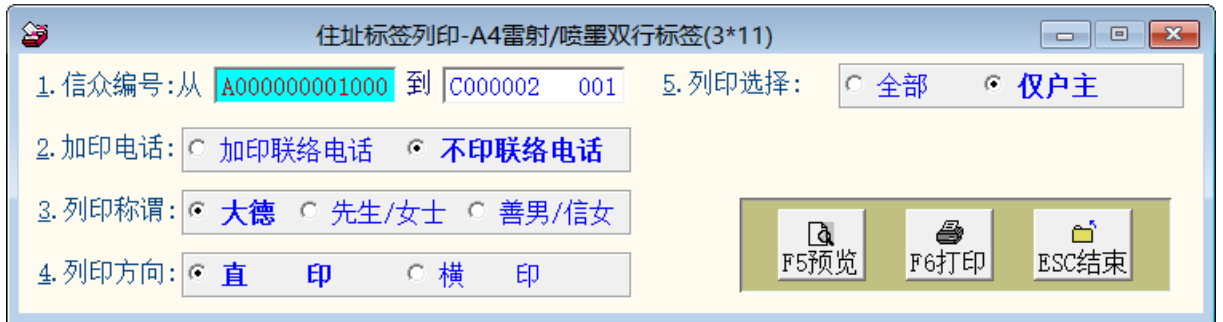 住址标签列印-A4雷射/喷墨双行标签(3*11)
1.信众编号:从 A000000001000 到 C000002 001 5.列印选择: 全部 仅户主
2.加印电话: 加印联络电话 不印联络电话
3.列印称谓: 大德 先生/女士 善男/信女
4.列印方向: 直 印 横 印
F5预览 F6打印 ESC结束